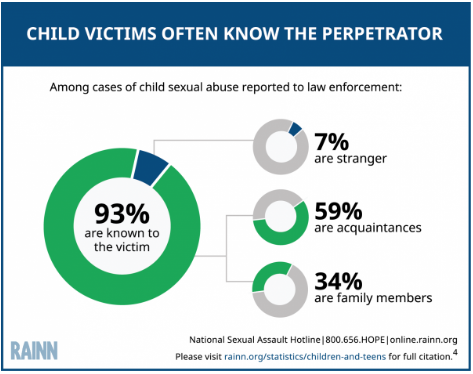 CHILD VICTIMS OFTEN KNOW THE PERPETRATOR
Among cases of child sexual abuse reported to law enforcement:
7%
are stranger
93%
are known to
the victim
59%
are acquaintances
34%
are family members
National Sexual Assault Hotline|800.656.HOPE|online.rainn.org
RAINN
Please visit rainn.org/statistics/children-and-teens for full citation.4